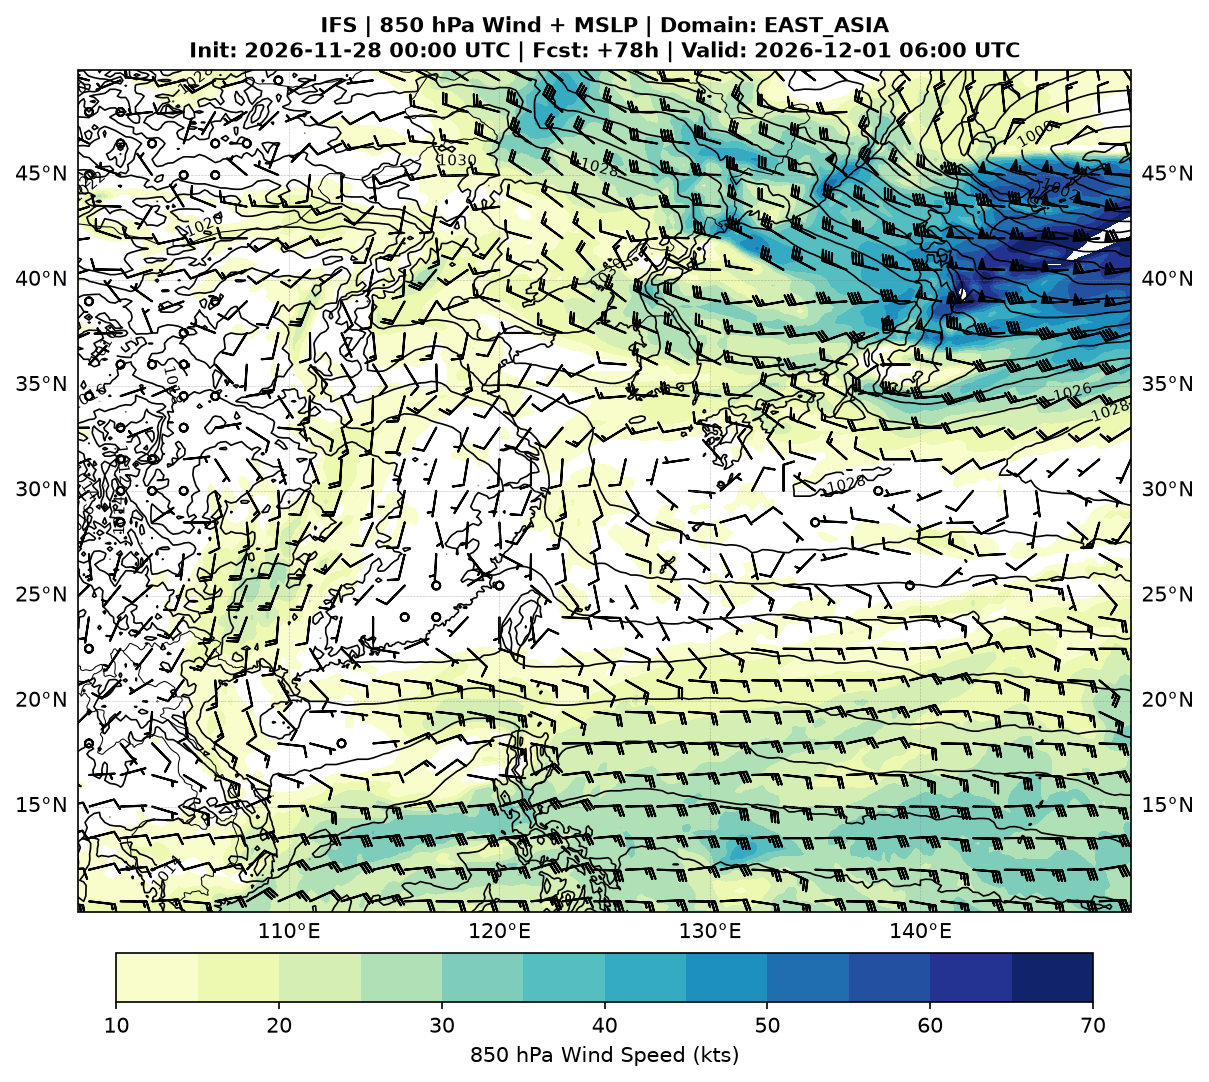 IFS | 850 hPa Wind + MSLP | Domain: EAST_ASIA
Init: 2026-11-28 00:00 UTC | Fcst: +78h | Valid: 2026-12-01 06:00 UTC
1028
1006
1030
1028
45°N
45°N
1020
40°N
40°N
35°N
35°N
1026
1028
30°N
30°N
1028
25°N
25°N
20°N
20°N
15°N
15°N
110°E
120°E
130°E
140°E
10
20
30
40
50
60
70
850 hPa Wind Speed (kts)